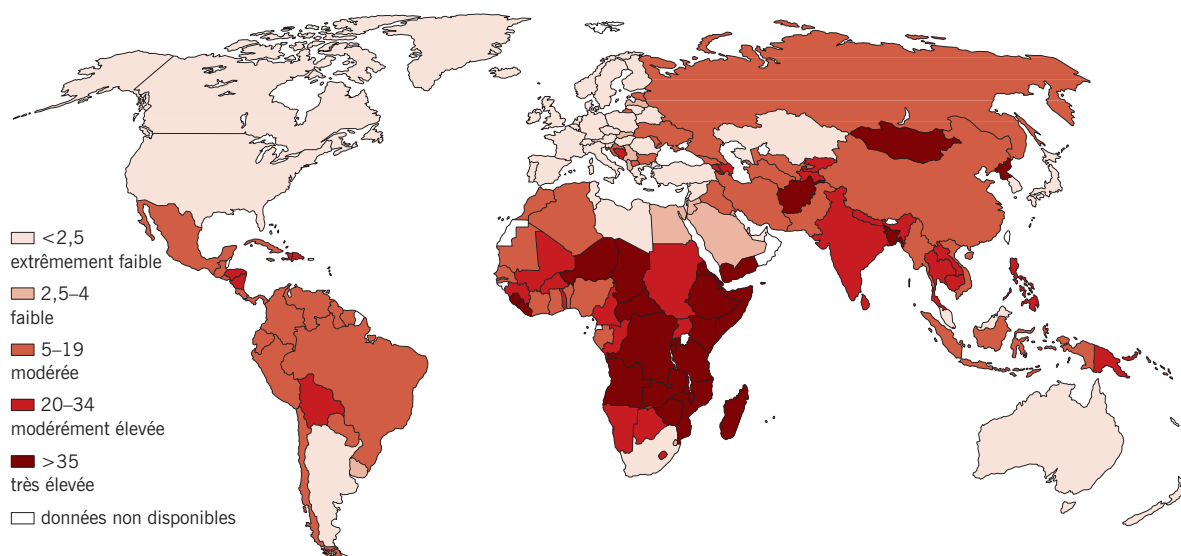 <2,5
extrêmement faible
2,5–4
faible
5–19
modérée
20–34
modérément élevée
>35
très élevée
données non disponibles